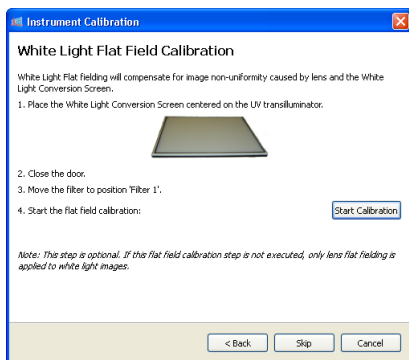 Instrument Calibration
White Light Flat Field Calibration
White Light Flat fielding will compensate for image non-uniformity caused by lens and the White
Light Conversion Screen.
1. Place the White Light Conversion Screen centered on the UV transilluminator.
2. Close the door.
3. Move the filter to position 'Filter 1'.
4. Start the flat field calibration:
Start Calibration
Note: This step is optional. If this flat field calibration step is not executed, only lens flat fielding is
applied to white light images.
< Back
Skip
Cancel